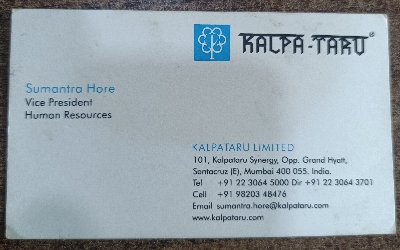 KALPA-TARU®
Sumantra Hore
Vice President
Human Resources
KALPATARU LIMITED
101, Kalpataru Synergy, Opp. Grand Hyatt,
Santacruz (E), Mumbai 400 055. India.
Tel +91 22 3064 5000 Dir +91 22 3064 3701
Cell +91 98203 48476
Email sumantra.hore@kalpataru.com
www.kalpataru.com